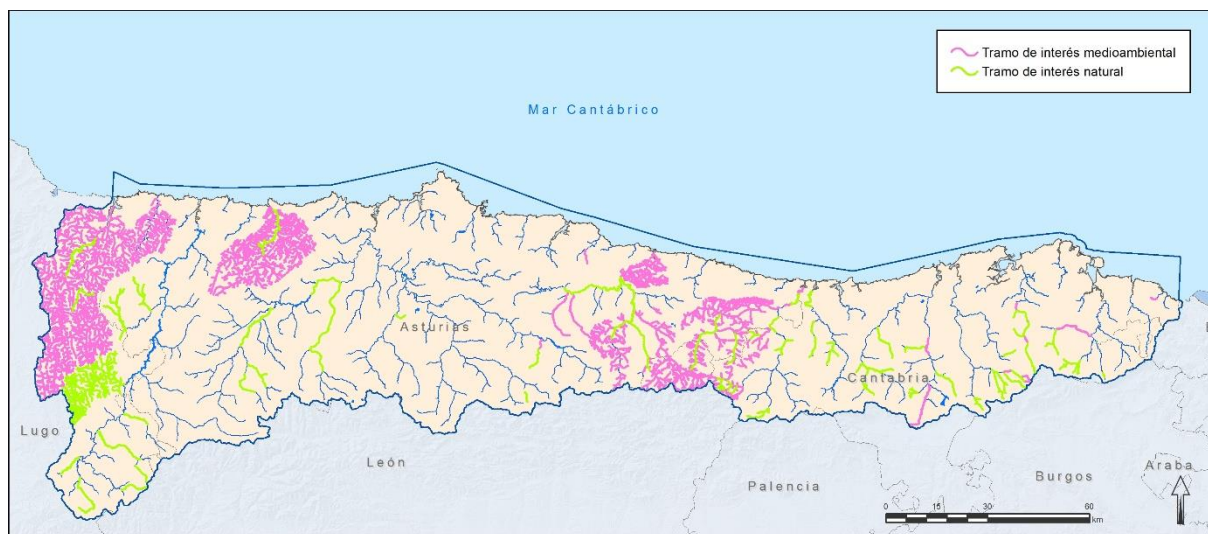 Tramo de interés medioambiental
Tramo de interés natural
Mar Cantábrico
Asturias
Cantabria
Lugo
León
Palencia
Burgos
Araba
0 15 30 60
km